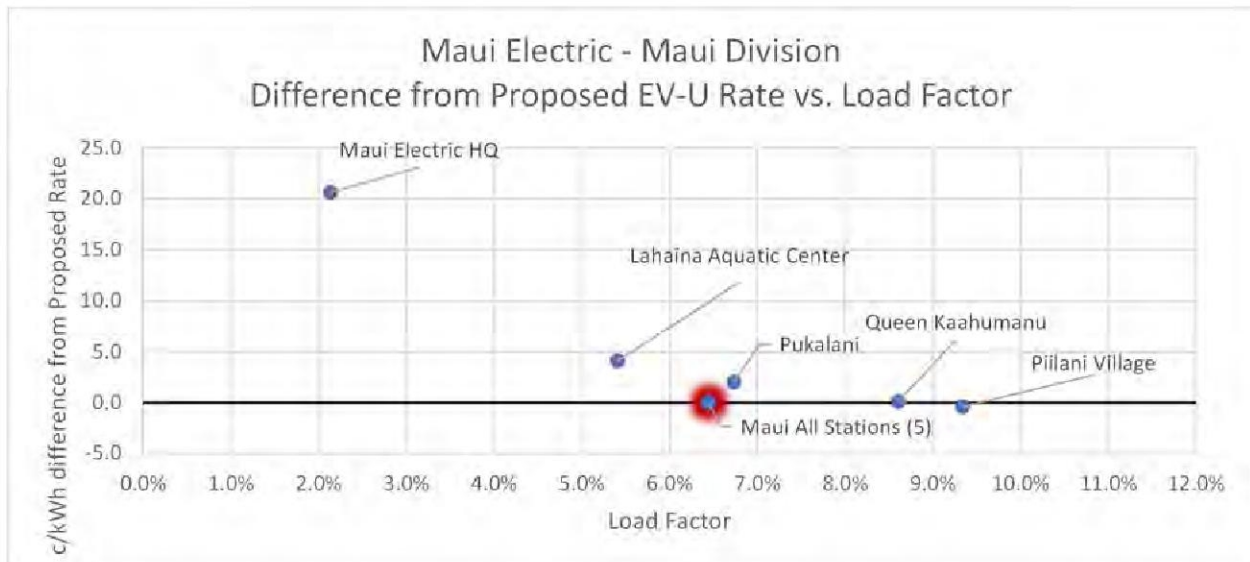 Maui Electric - Maui Division
Difference from Proposed EV-U Rate vs. Load Factor
c/kWh difference from Proposed Rate
25.0
20.0
15.0
10.0
5.0
0.0
-5.0
Maui Electric HQ
Lahaina Aquatic Center
Queen Kaahumanu
Pukalani
Piilani Village
Maui All Stations (5)
0.0% 1.0% 2.0% 3.0% 4.0% 5.0% 6.0% 7.0% 8.0% 9.0% 10.0% 11.0% 12.0%
Load Factor